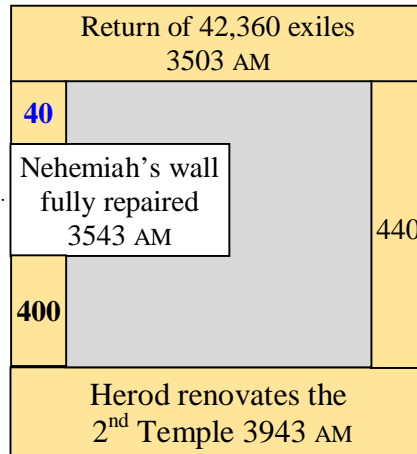 Return of 42,360 exiles
3503 AM
40
Nehemiah's wall
fully repaired
3543 AM
440
400
Herod renovates the
2nd Temple 3943 AM